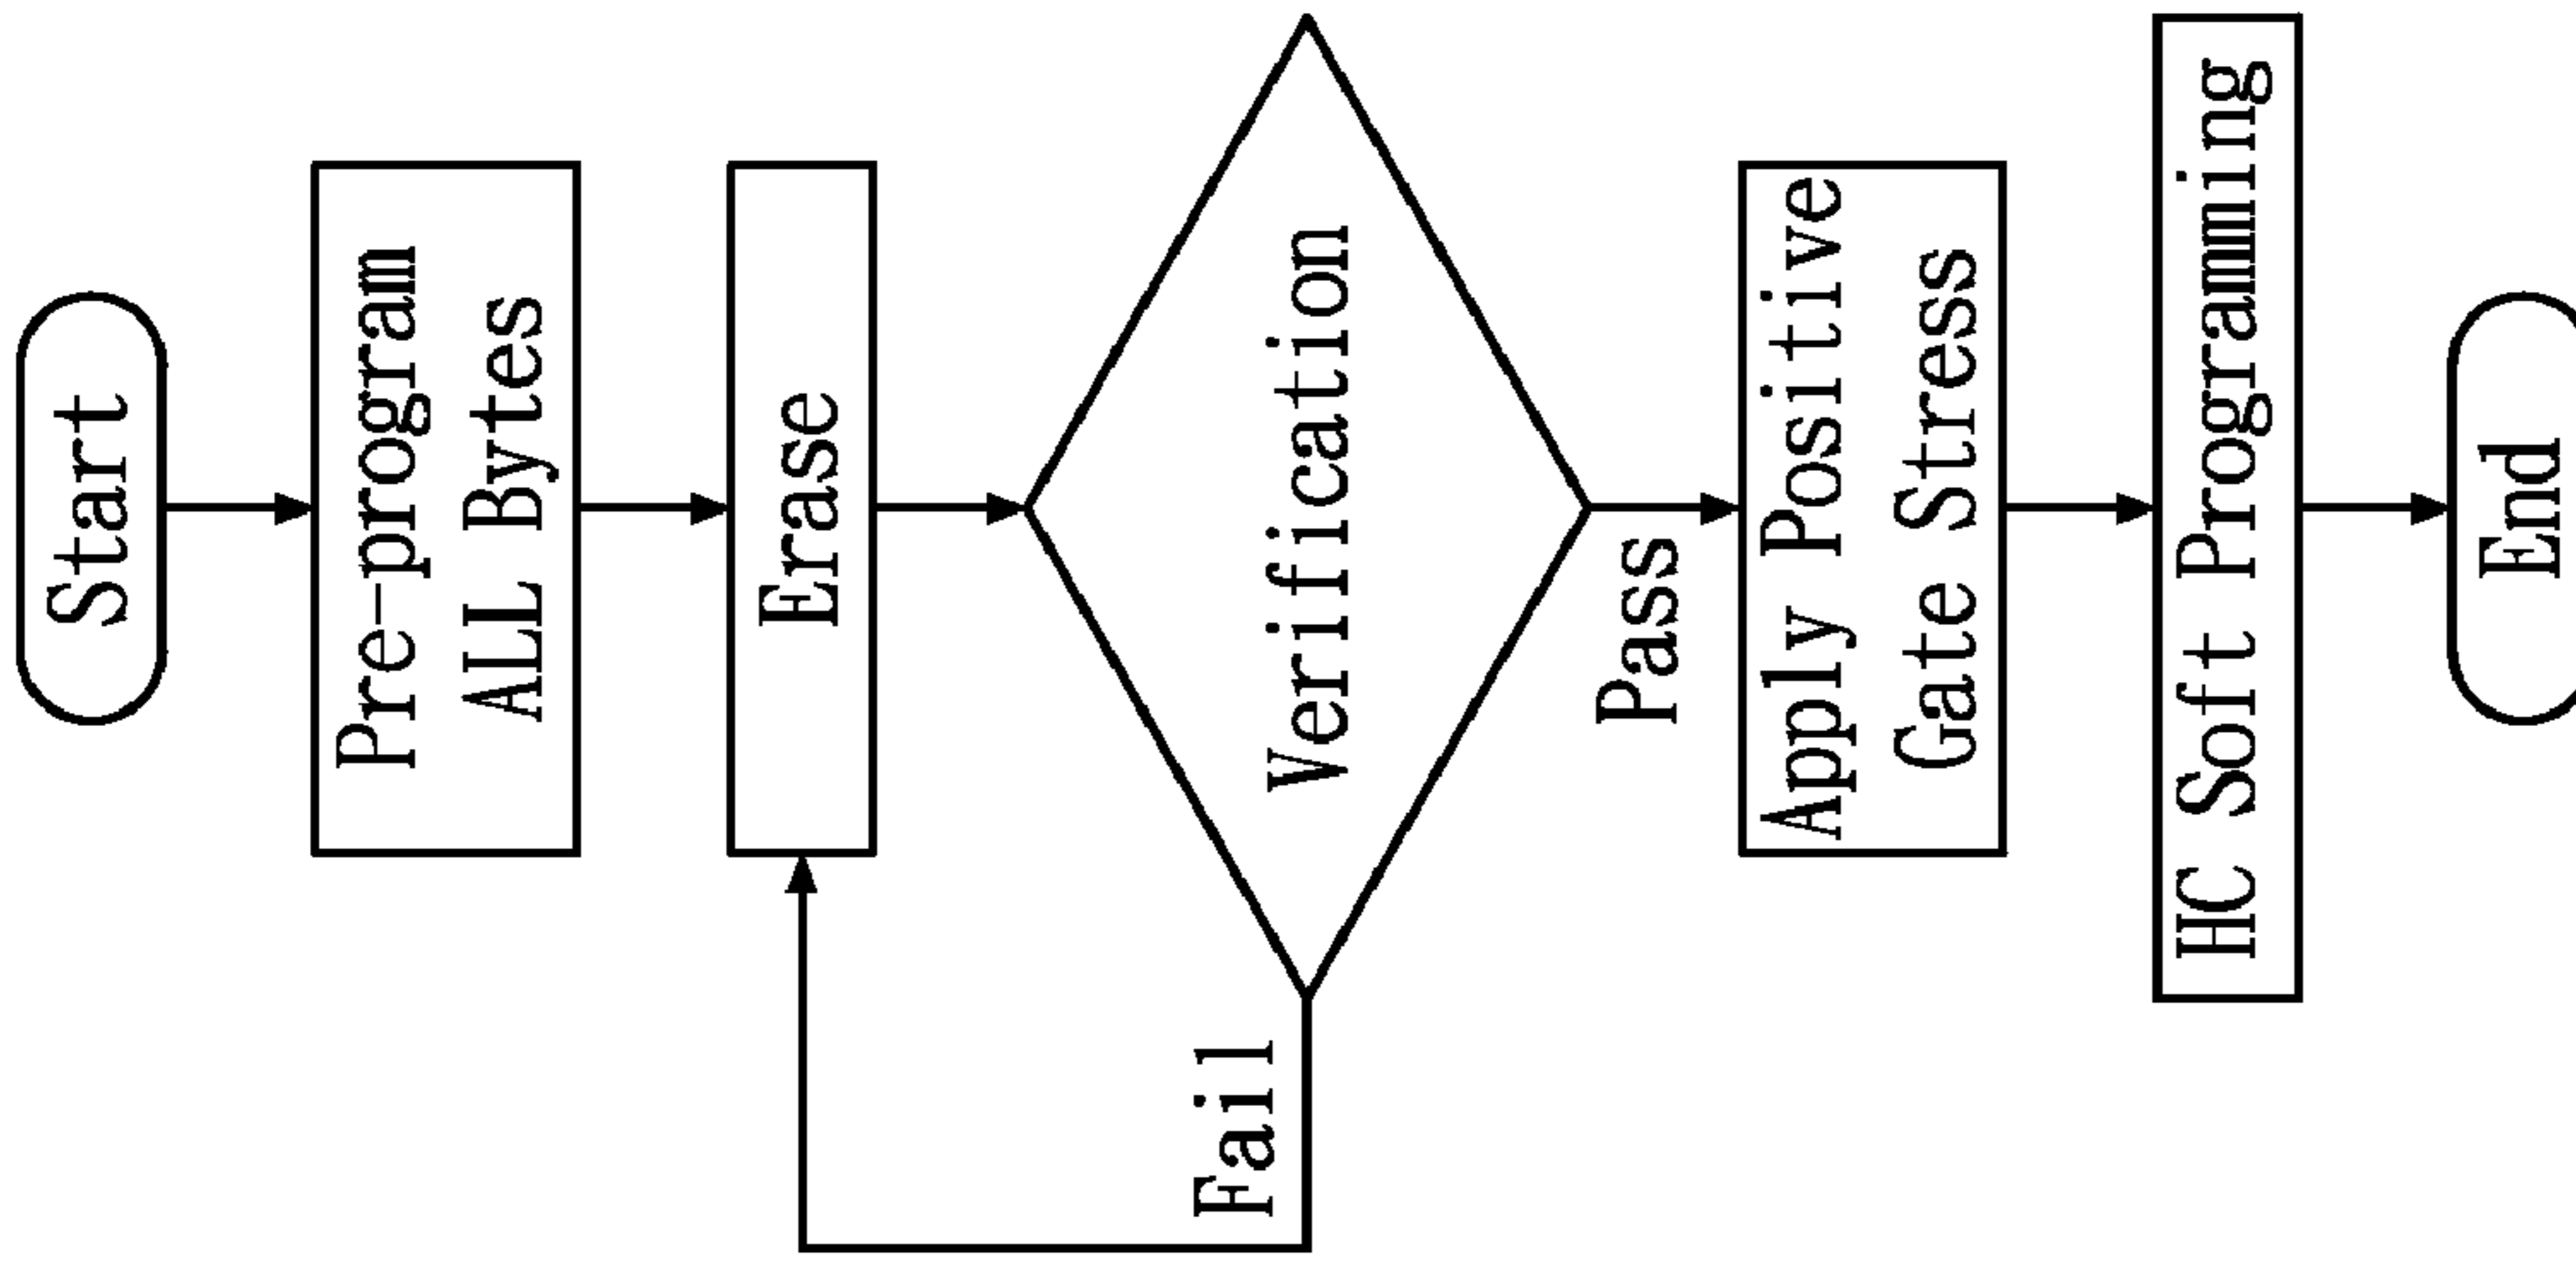 Start
Pre-program
ALL Bytes
Erase
Verification
Fail
Pass
Apply Positive
Gate Stress
HC Soft Programming
End